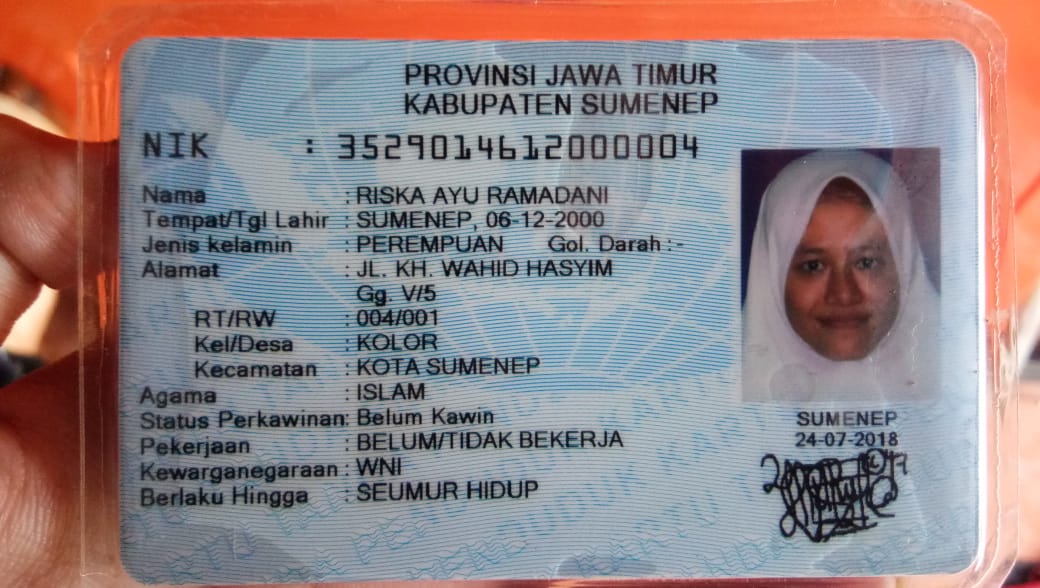 PROVINSI JAWA TIMUR
KABUPATEN SUMENEP
NIK : 3529014612000004
Nama : RISKA AYU RAMADANI
Tempat/Tgl Lahir : SUMENEP, 06-12-2000
Jenis kelamin : PEREMPUAN Gol. Darah :-
Alamat : JL. KH. WAHID HASYIM
Gg. V/5
RT/RW : 004/001
Kel/Desa : KOLOR
Kecamatan : KOTA SUMENEP
Agama : ISLAM
Status Perkawinan: Belum Kawin
Pekerjaan : BELUM/TIDAK BEKERJA
Kewarganegaraan : WNI
Berlaku Hingga : SEUMUR HIDUP
SUMENEP
24-07-2018